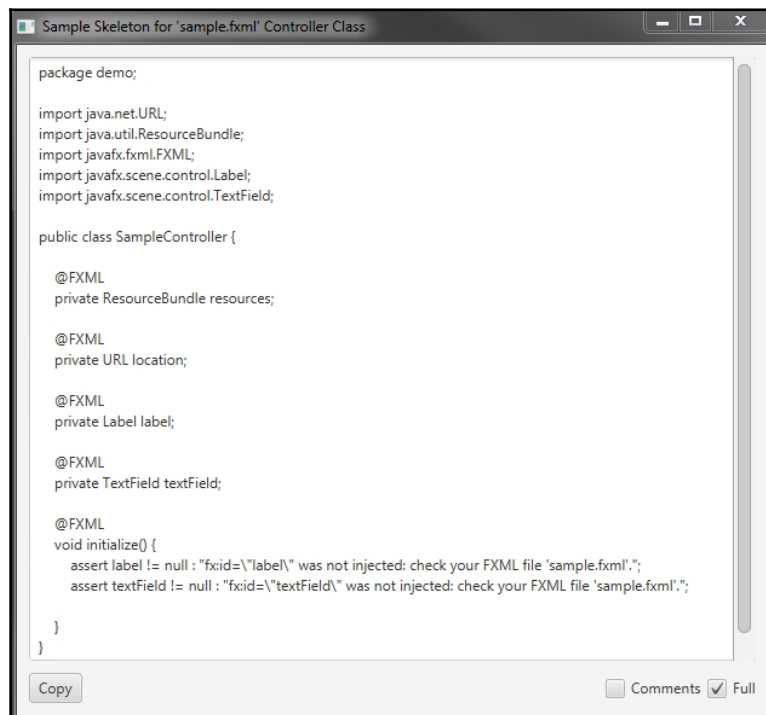 Sample Skeleton for 'sample.fxml' Controller Class
package demo;
import java.net.URL;
import java.util.ResourceBundle;
import javafx.fxml.FXML;
import javafx.scene.control.Label;
import javafx.scene.control.TextField;
public class SampleController {
@FXML
private ResourceBundle resources;
@FXML
private URL location;
@FXML
private Label label;
@FXML
private TextField textField;
@FXML
void initialize() {
assert label != null : "fx:id=\"label\" was not injected: check your FXML file 'sample.fxml'.";
assert textField != null : "fx:id=\"textField\" was not injected: check your FXML file 'sample.fxml'.";
}
}
Copy Comments Full